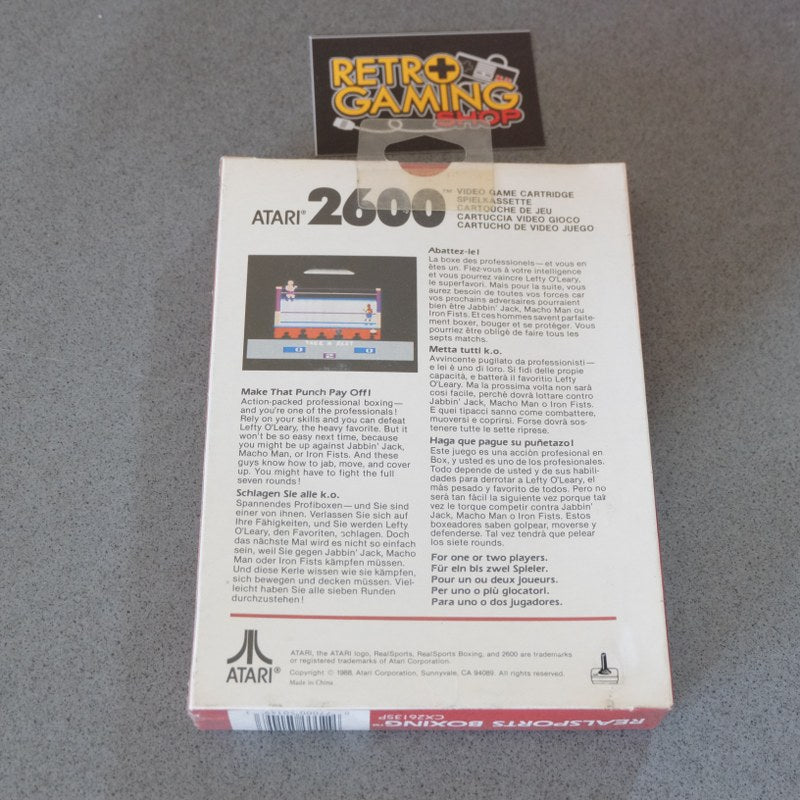 RETRO
GAMING
SHOP
ATARI® 2600™
VIDEO GAME CARTRIDGE
SPIELKASSETTE
CARTOUCHE DE JEU
CARTUCCIA VIDEO GIOCO
CARTUCHO DE VIDEO JUEGO
Make That Punch Pay Off!
Action-packed professional boxing—
and you're one of the professionals!
Rely on your skills and you can defeat
Lefty O'Leary, the heavy favorite. But it
won't be so easy next time, because
you might be up against Jabbin' Jack,
Macho Man, or Iron Fists. And these
guys know how to jab, move, and cover
up. You might have to fight the full
seven rounds!
Schlagen Sie alle k.o.
Spannendes Profiboxen—und Sie sind
einer von ihnen. Verlassen Sie sich auf
Ihre Fähigkeiten, und Sie werden Lefty
O'Leary, den Favoriten, schlagen. Doch
das nächste Mal wird es nicht so einfach
sein, weil Sie gegen Jabbin' Jack, Macho
Man oder Iron Fists kämpfen müssen.
Und diese Kerle wissen wie sie kämpfen,
sich bewegen und decken müssen. Viel-
leicht haben Sie alle sieben Runden
durchzustehen!
Abattez-le!
La boxe des professionels—et vous en
êtes un. Fiez-vous à votre intelligence
et vous pourrez vaincre Lefty O'Leary,
le superfavori. Mais pour la suite, vous
aurez besoin de toutes vos forces car
vos prochains adversaires pourraient
bien être Jabbin' Jack, Macho Man ou
Iron Fists. Et ces hommes savent parfaite-
ment boxer, bouger et se protéger. Vous
pourriez être obligé de faire tous les
septs matchs.
Metta tutti k.o.
Avvincente pugilato da professionisti—
e lei è uno di loro. Si fidi delle propie
capacità, e batterà il favoritio Lefty
O'Leary. Ma la prossima volta non sarà
cosi facile, perchè dovrà lottare contro
Jabbin' Jack, Macho Man o Iron Fists.
E quei tipacci sanno come combattere,
muoversi e coprirsi. Forse dovrà sos-
tenere tutte le sette riprese.
Haga que pague su puñetazo!
Este juego es una acción profesional en
Box, y usted es uno de los profesionales.
Todo depende de usted y de sus habili-
dades para derrotar a Lefty O'Leary, el
más pesado y favorito de todos. Pero no
será tan fácil la siguiente vez porque tal
vez le torque competir contra Jabbin'
Jack, Macho Man o Iron Fists. Estos
boxeadores saben golpear, moverse y
defenderse. Tal vez tendrá que pelear
los siete rounds.
For one or two players.
Für ein bis zwei Spieler.
Pour un ou deux joueurs.
Per uno o più giocatori.
Para uno o dos jugadores.
ATARI®
ATARI, the ATARI logo, RealSports, RealSports Boxing, and 2600 are trademarks
or registered trademarks of Atari Corporation.
Copyright © 1988, Atari Corporation, Sunnyvale, CA 94089. All rights reserved.
Made in China
REALSPORTS BOXING™
CX26135P